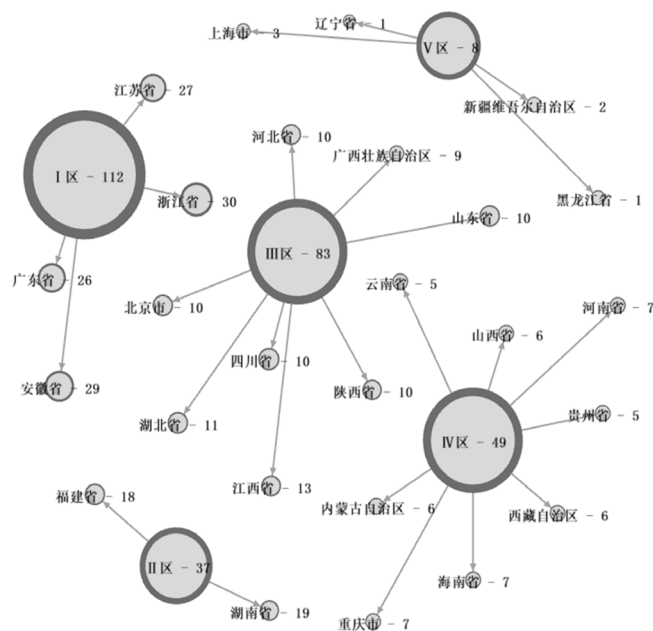 辽宁省 - 1
上海市 - 3
Ⅴ区 - 8
江苏省 - 27
新疆维吾尔自治区 - 2
河北省 - 10
广西壮族自治区 - 9
Ⅰ区 - 112
浙江省 - 30
黑龙江省 - 1
山东省 - 10
Ⅲ区 - 83
广东省 - 26
云南省 - 5
北京市 - 10
河南省 - 7
山西省 - 6
四川省 - 10
安徽省 - 29
陕西省 - 10
贵州省 - 5
湖北省 - 11
Ⅳ区 - 49
江西省 - 13
福建省 - 18
内蒙古自治区 - 6
西藏自治区 - 6
Ⅱ区 - 37
海南省 - 7
湖南省 - 19
重庆市 - 7